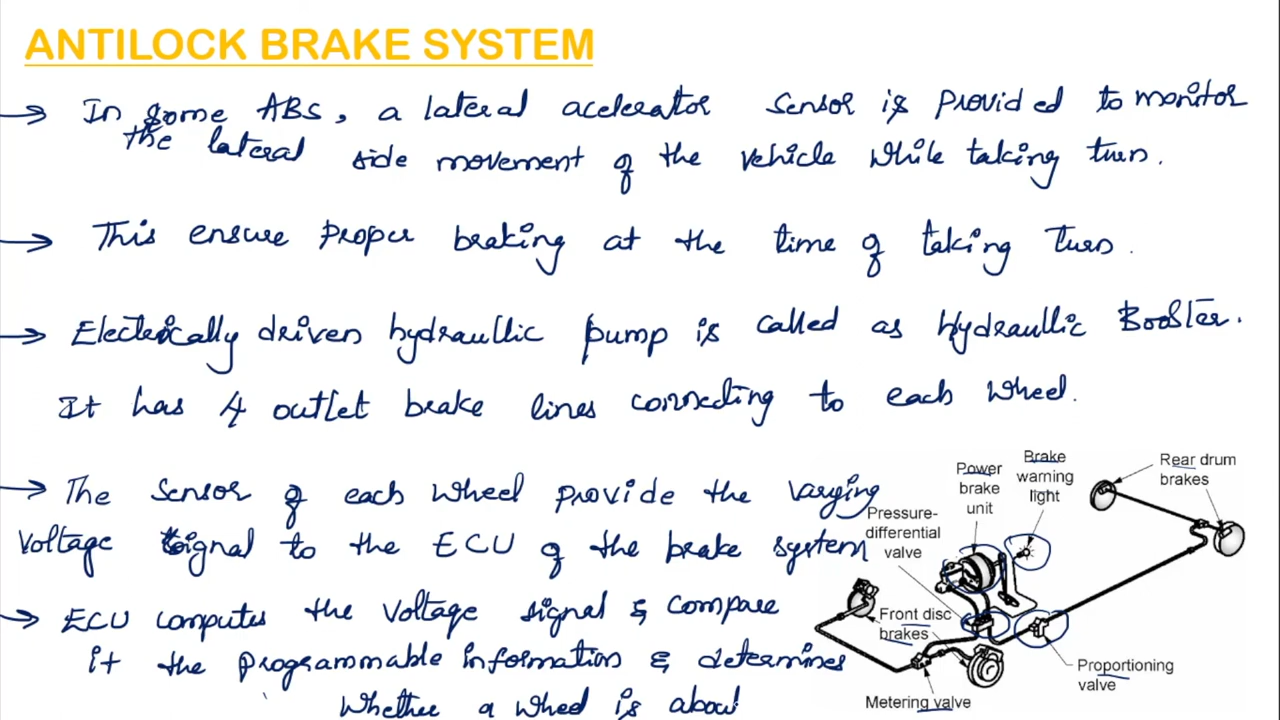 ANTILOCK BRAKE SYSTEM
→ In some ABS, a lateral acelerator sensor is provided to monitor
the lateral side movement of the vehicle while taking turn.
→ This ensure proper braking at the time of taking turn.
→ Electrically driven hydraullic pump is called as Hydraullic Booster.
It has 4 outlet brake lines connecting to each wheel.
→ The sensor of each wheel provide the varying
voltage signal to the ECU of the brake system
→ ECU computes the voltage signal & compare
it the programmable information & determines
whether a wheel is about
Power
brake
unit
Brake
warning
light
Rear drum
brakes
Pressure-
differential
valve
Front disc
brakes
Proportioning
valve
Metering valve